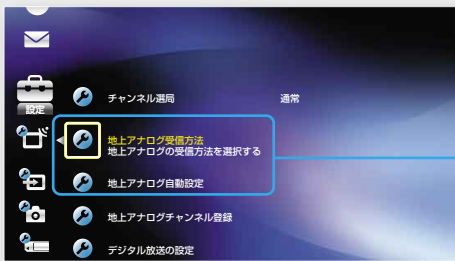 チャンネル選局 通常
設定
地上アナログ受信方法
地上アナログの受信方法を選択する
地上アナログ自動設定
地上アナログチャンネル登録
デジタル放送の設定